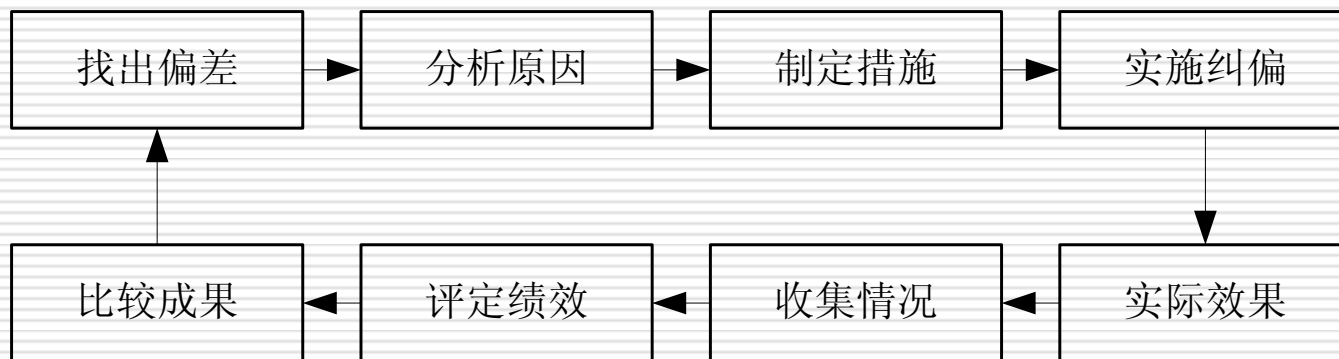 找出偏差
分析原因
制定措施
实施纠偏
比较成果
评定绩效
收集情况
实际效果